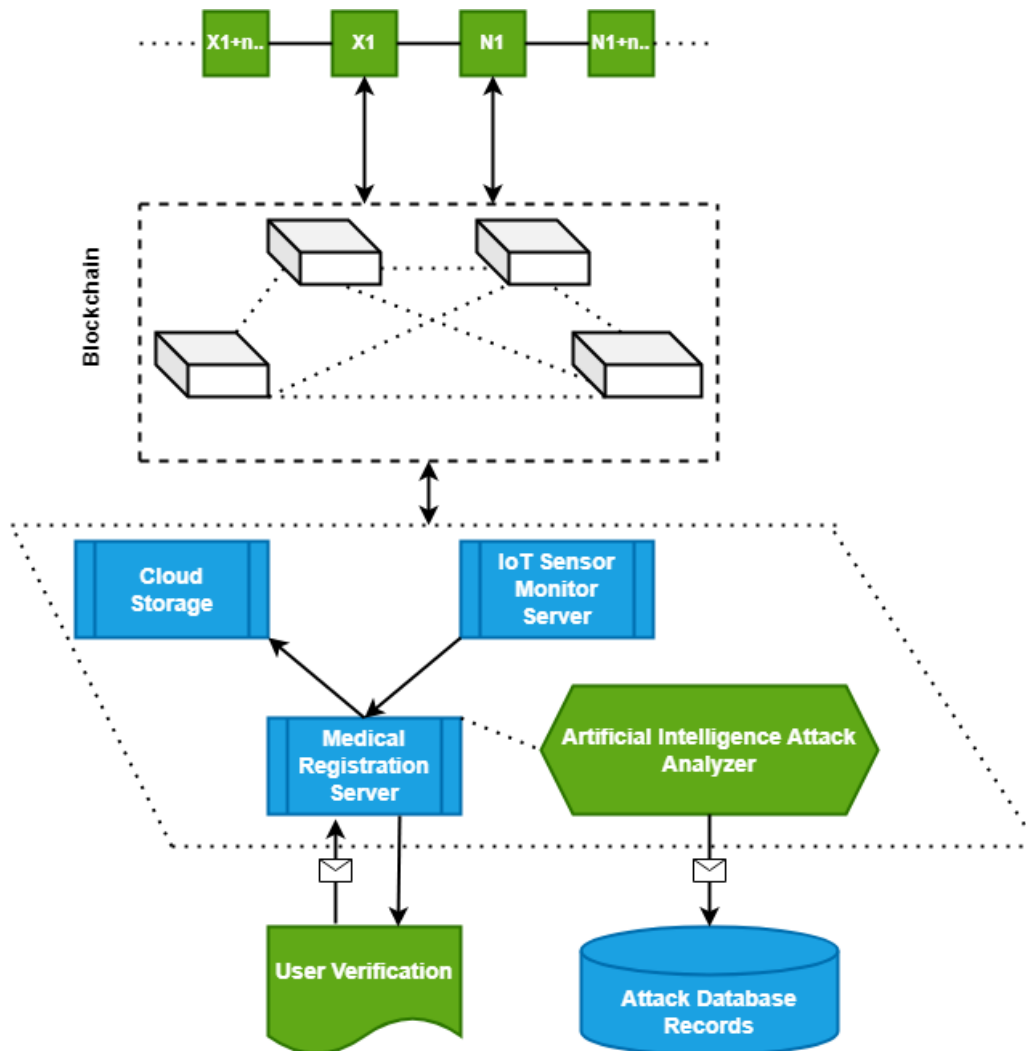 X1+n..
X1
N1
N1+n..
Blockchain
Cloud
Storage
IoT Sensor
Monitor
Server
Medical
Registration
Server
Artificial Intelligence Attack
Analyzer
User Verification
Attack Database
Records